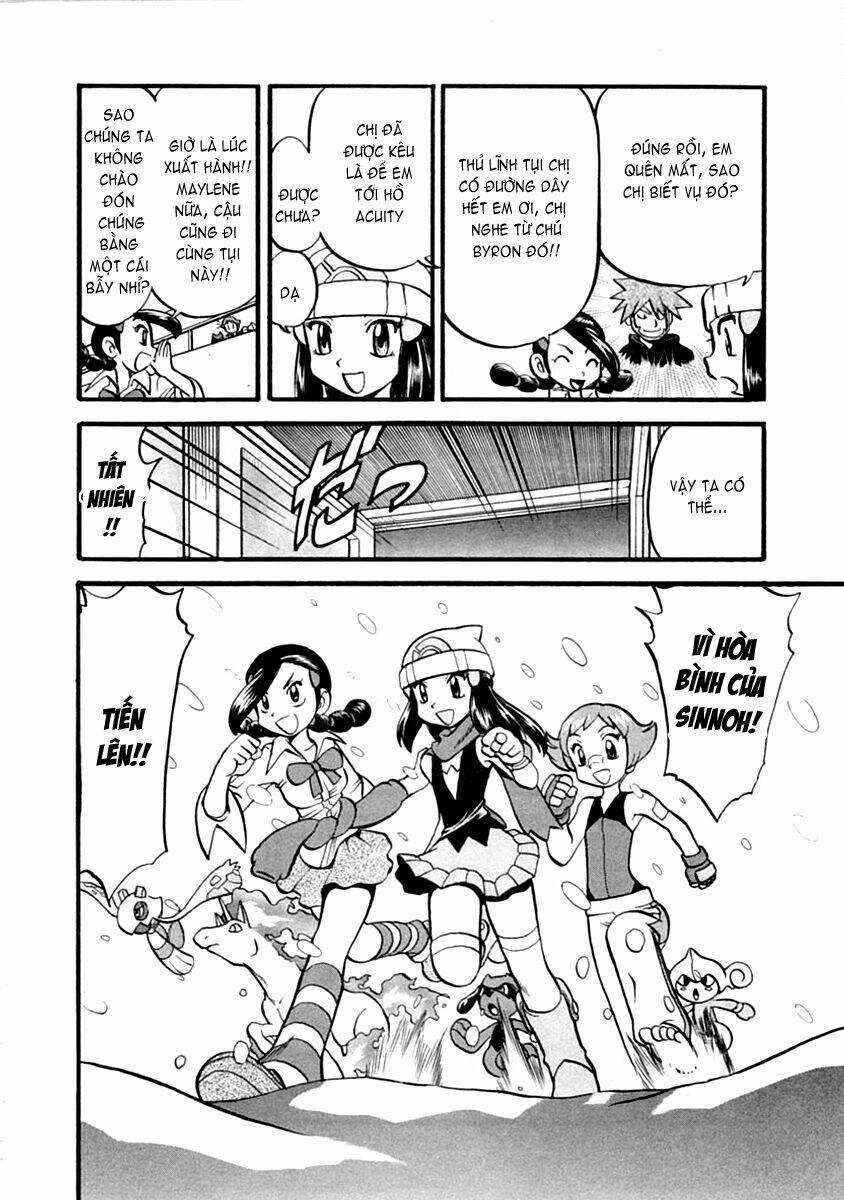 ĐÚNG RỒI, EM
QUÊN MẤT, SAO
CHỊ BIẾT VỤ ĐÓ?
THỦ LĨNH TỤI CHỊ
CÓ ĐƯỜNG DÂY
HẾT EM ƠI, CHỊ
NGHE TỪ CHÚ
BYRON ĐÓ!!
CHỊ ĐÃ
ĐƯỢC KÊU
LÀ ĐỂ EM
TỚI HỒ
ACUITY
ĐƯỢC
CHƯA?
DẠ
GIỜ LÀ LÚC
XUẤT HÀNH!!
MAYLENE
NỮA, CẬU
CŨNG ĐI
CÙNG TỤI
NÀY!!
SAO
CHÚNG TA
KHÔNG
CHÀO
ĐÓN
CHÚNG
BẰNG
MỘT CÁI
BẪY NHỈ?
VẬY TA CÓ
THỂ...
だっ
TẤT
NHIÊN
!!
VÌ HÒA
BÌNH CỦA
SINNOH!
TIẾN
LÊN!!